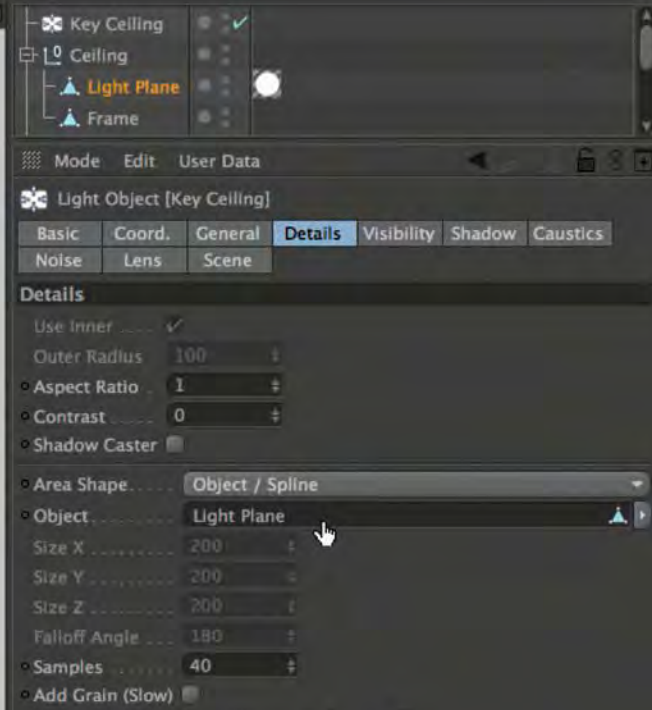 Key Ceiling
Ceiling
Light Plane
Frame
Mode Edit User Data
Light Object [Key Ceiling]
Basic Coord. General Details Visibility Shadow Caustics
Noise Lens Scene
Details
Use Inner
Outer Radius 100
Aspect Ratio 1
Contrast 0
Shadow Caster
Area Shape Object / Spline
Object Light Plane
Size X 200
Size Y 200
Size Z 200
Falloff Angle 180
Samples 40
Add Grain (Slow)